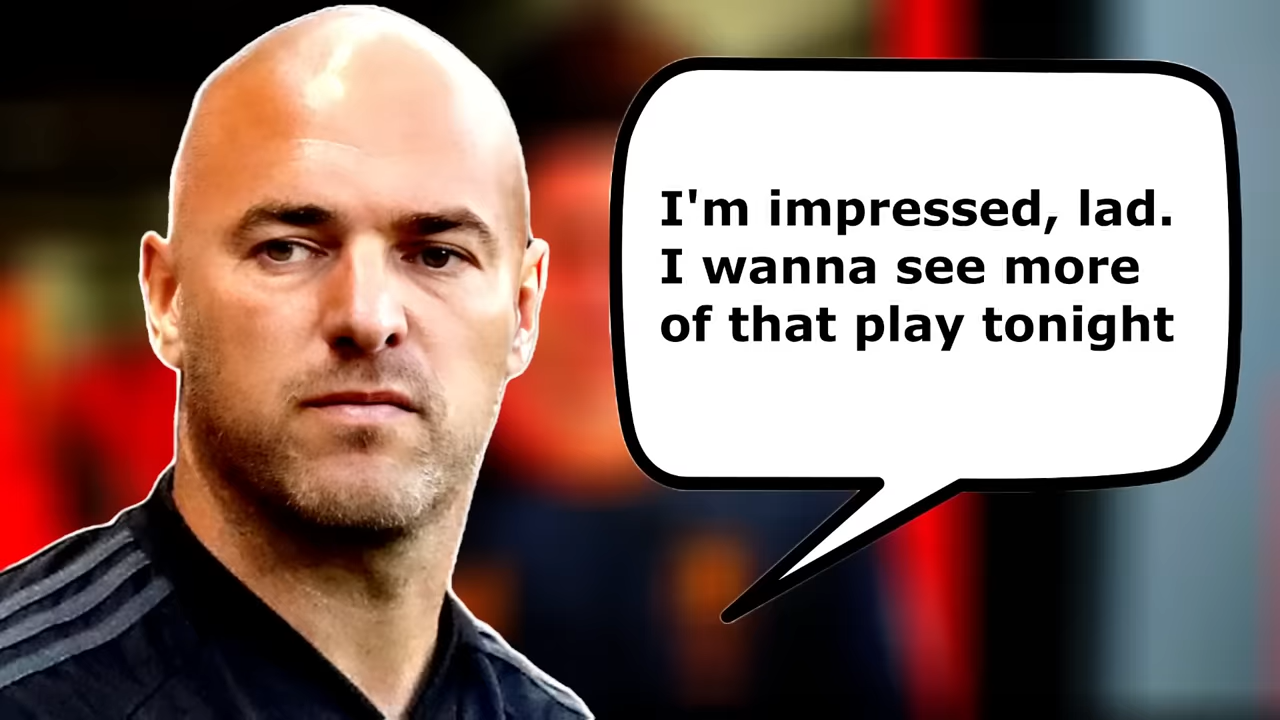 I'm impressed, lad.
I wanna see more
of that play tonight